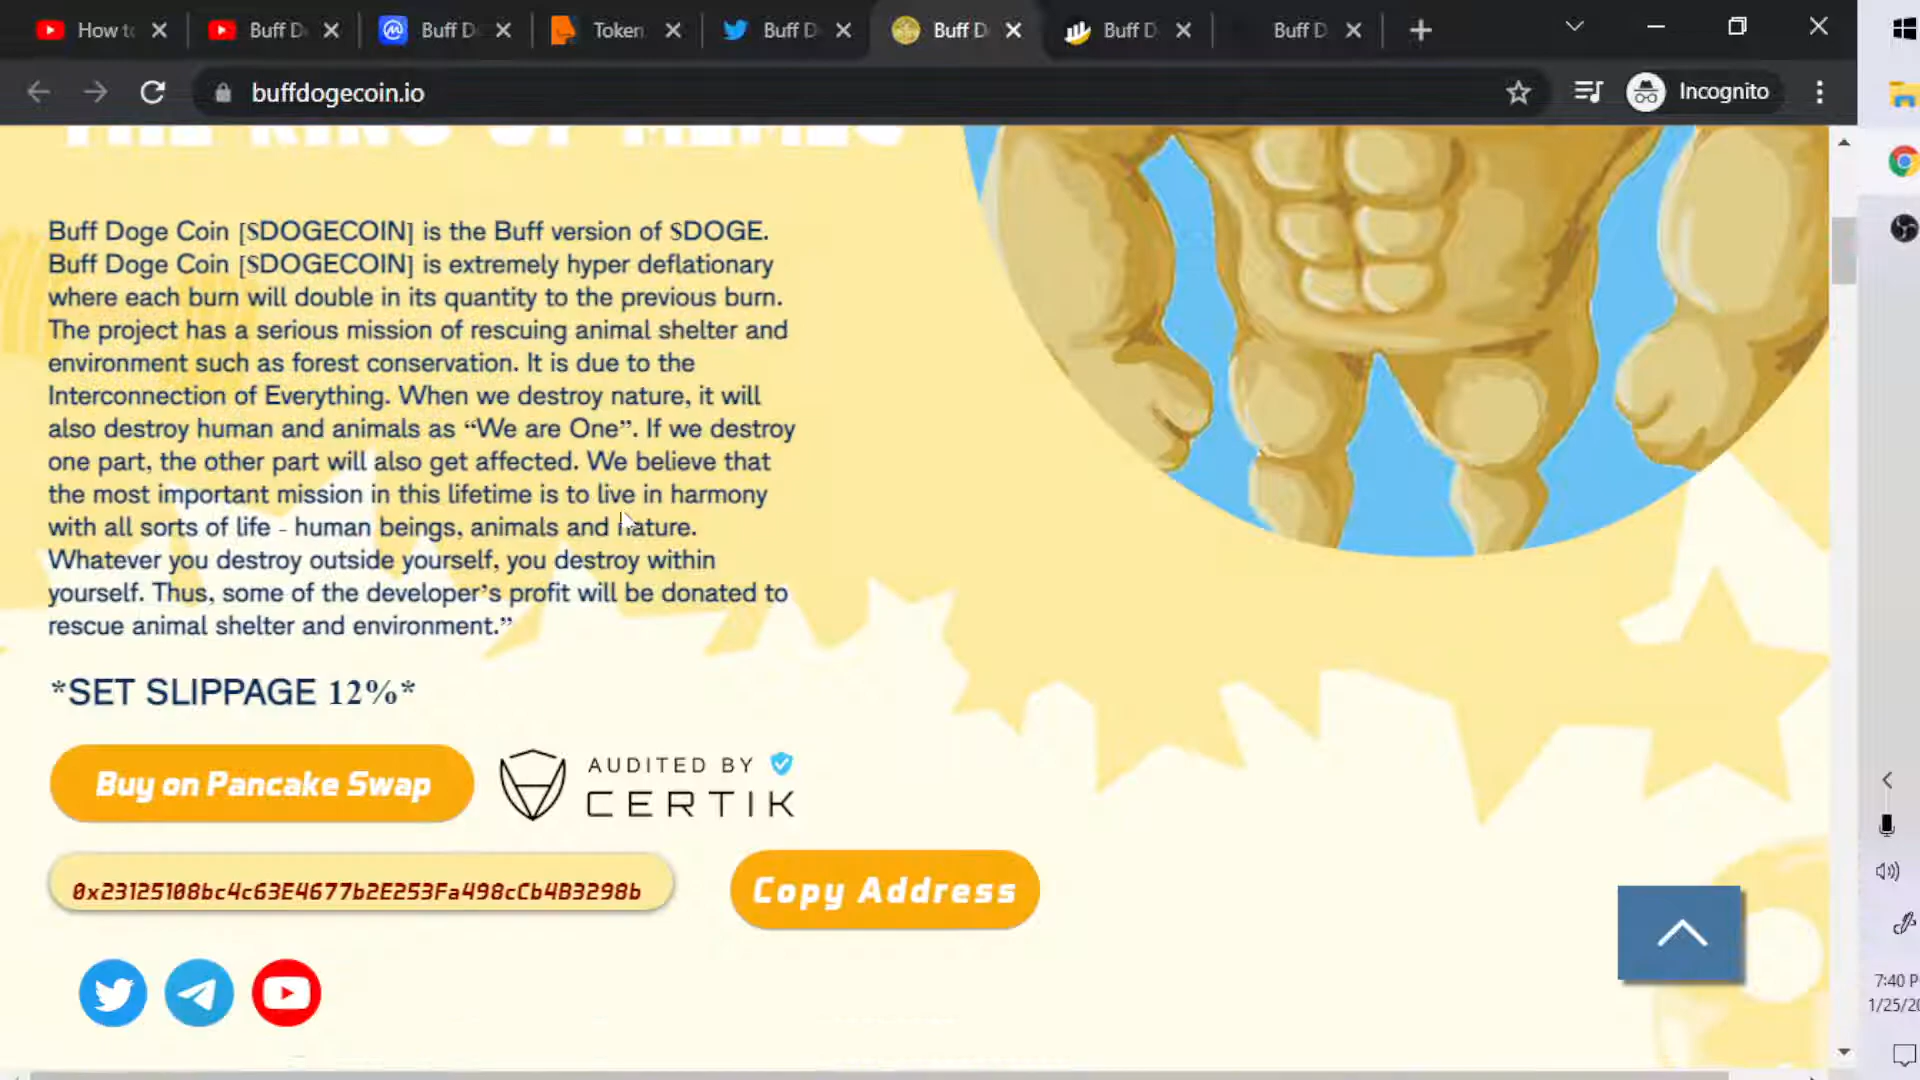 How to
Buff D
Buff D
Token
Buff D
Buff D
Buff D
Buff D
buffdogecoin.io
Incognito
THE KING OF MEMES
Buff Doge Coin [$DOGECOIN] is the Buff version of $DOGE.
Buff Doge Coin [$DOGECOIN] is extremely hyper deflationary
where each burn will double in its quantity to the previous burn.
The project has a serious mission of rescuing animal shelter and
environment such as forest conservation. It is due to the
Interconnection of Everything. When we destroy nature, it will
also destroy human and animals as “We are One”. If we destroy
one part, the other part will also get affected. We believe that
the most important mission in this lifetime is to live in harmony
with all sorts of life - human beings, animals and nature.
Whatever you destroy outside yourself, you destroy within
yourself. Thus, some of the developer’s profit will be donated to
rescue animal shelter and environment.”
*SET SLIPPAGE 12%*
Buy on Pancake Swap
AUDITED BY
CERTIK
0x23125108bc4c63E4677b2E253Fa498cCb4B3298b
Copy Address
7:40 P
1/25/20